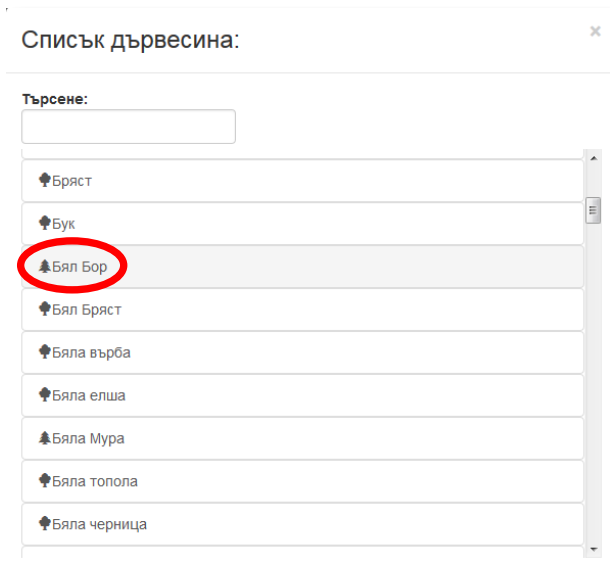 Списък дървесина:
×
Търсене:
Бряст
Бук
Бял Бор
Бял Бряст
Бяла върба
Бяла елша
Бяла Мура
Бяла топола
Бяла черница